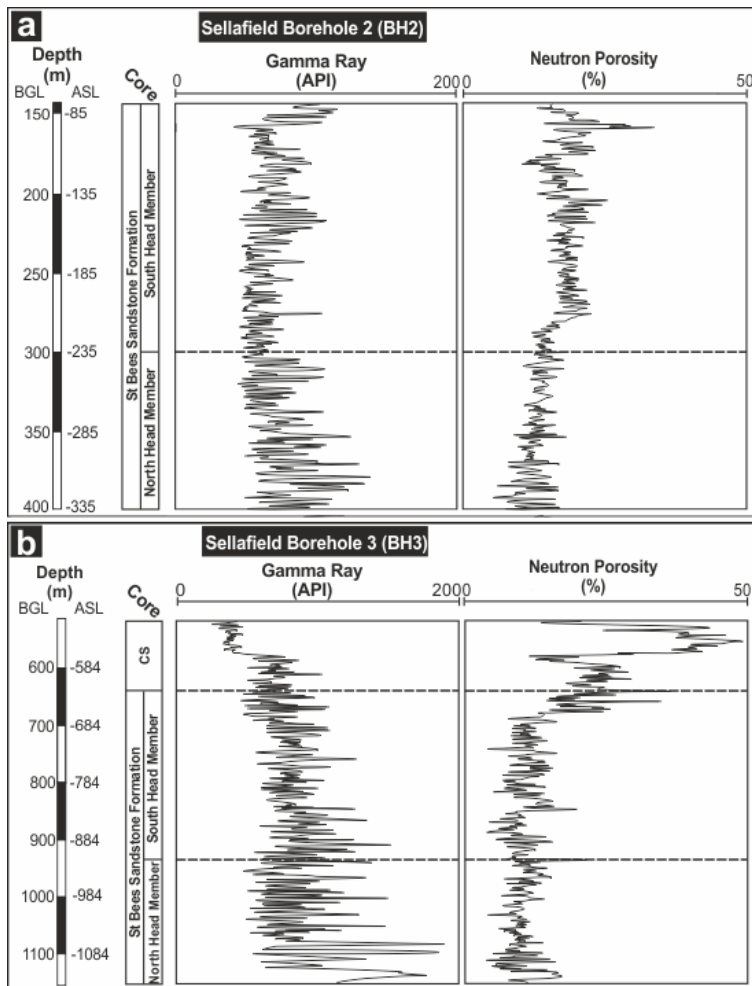 a
Sellafield Borehole 2 (BH2)
Depth
(m)
BGL ASL
Core
Gamma Ray
(API)
0 200
Neutron Porosity
(%)
0 50
150 -85
200 -135
250 -185
300 -235
350 -285
400 -335
St Bees Sandstone Formation
South Head Member
North Head Member
b
Sellafield Borehole 3 (BH3)
Depth
(m)
BGL ASL
Core
Gamma Ray
(API)
0 200
Neutron Porosity
(%)
0 50
600 -584
700 -684
800 -784
900 -884
1000 -984
1100 -1084
CS
St Bees Sandstone Formation
South Head Member
North Head Member